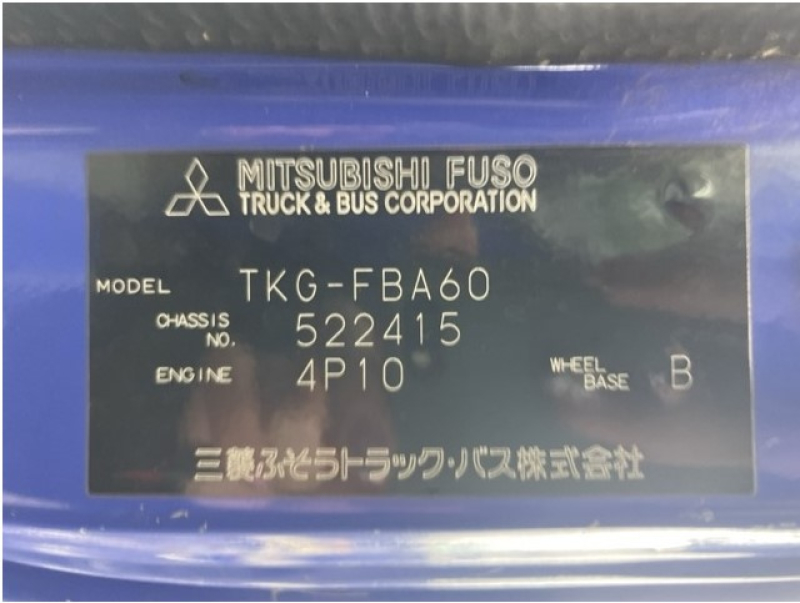 MITSUBISHI FUSO
TRUCK & BUS CORPORATION
MODEL TKG-FBA60
CHASSIS NO. 522415
ENGINE 4P10 WHEEL BASE B
三菱ふそうトラック・バス株式会社